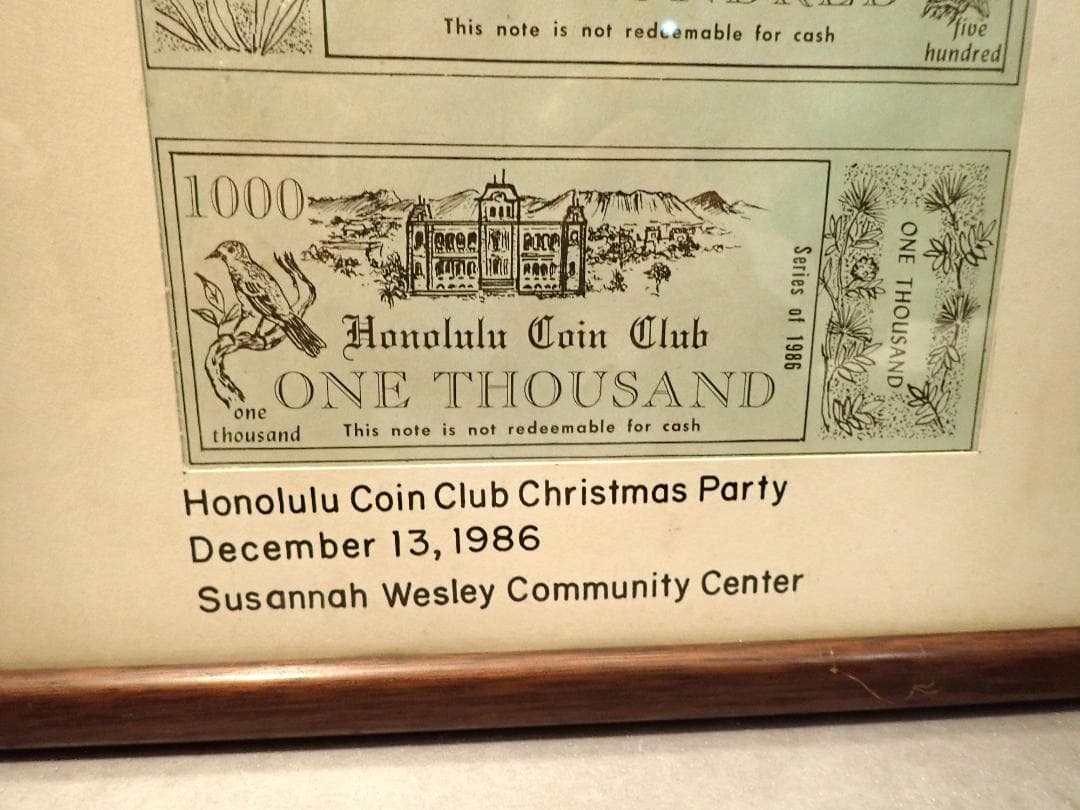 This note is not redeemable for cash
five
hundred
1000
Series of 1986
ONE THOUSAND
Honolulu Coin Club
ONE THOUSAND
one
thousand
This note is not redeemable for cash
Honolulu Coin Club Christmas Party
December 13, 1986
Susannah Wesley Community Center